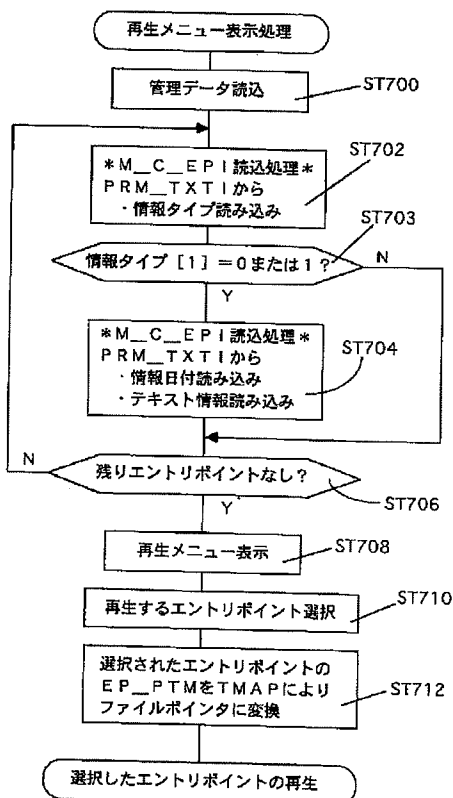 再生メニュー表示処理
管理データ読込
ST700
＊M＿C＿EPI読込処理＊
PRM＿TXTIから
・情報タイプ読み込み
ST702
ST703
情報タイプ［1］＝0または1？
N
Y
＊M＿C＿EPI読込処理＊
PRM＿TXTIから
・情報日付読み込み
・テキスト情報読み込み
ST704
N
残りエントリポイントなし？
ST706
Y
再生メニュー表示
ST708
再生するエントリポイント選択
ST710
選択されたエントリポイントの
EP＿PTMをTMAPにより
ファイルポインタに変換
ST712
選択したエントリポイントの再生